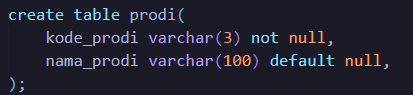 create table prodi(
    kode_prodi varchar(3) not null,
    nama_prodi varchar(100) default null,
);